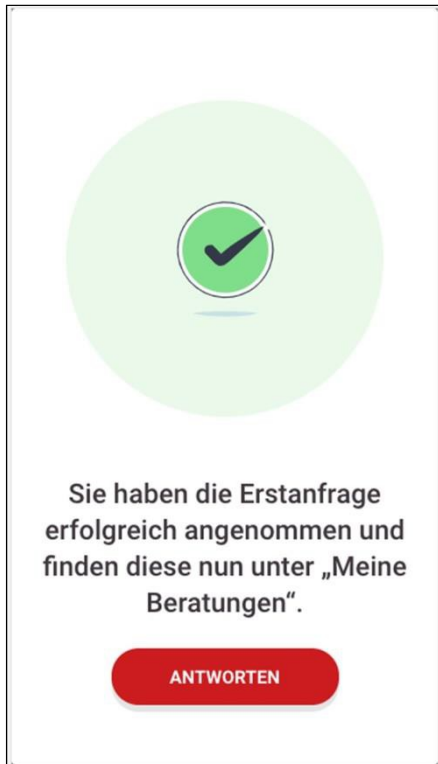 Sie haben die Erstanfrage
erfolgreich angenommen und
finden diese nun unter „Meine
Beratungen“.
ANTWORTEN